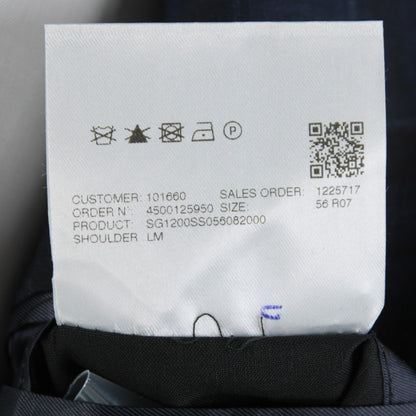 P
CUSTOMER: 101660 SALES ORDER: 1225717
ORDER N°: 4500125950 SIZE: 56 R07
PRODUCT: SG1200SS056082000
SHOULDER LM